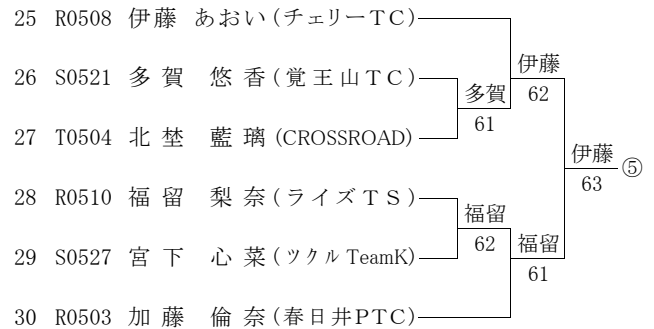 25 R0508 伊藤 あおい (チェリーTC)
26 S0521 多賀 悠香 (覚王山TC)
27 T0504 北埜 藍璃 (CROSSROAD)
28 R0510 福留 梨奈 (ライズTS)
29 S0527 宮下 心菜 (ツクルTeamK)
30 R0503 加藤 倫奈 (春日井PTC)
多賀
61
福留
62
伊藤
62
福留
61
伊藤
63
⑤